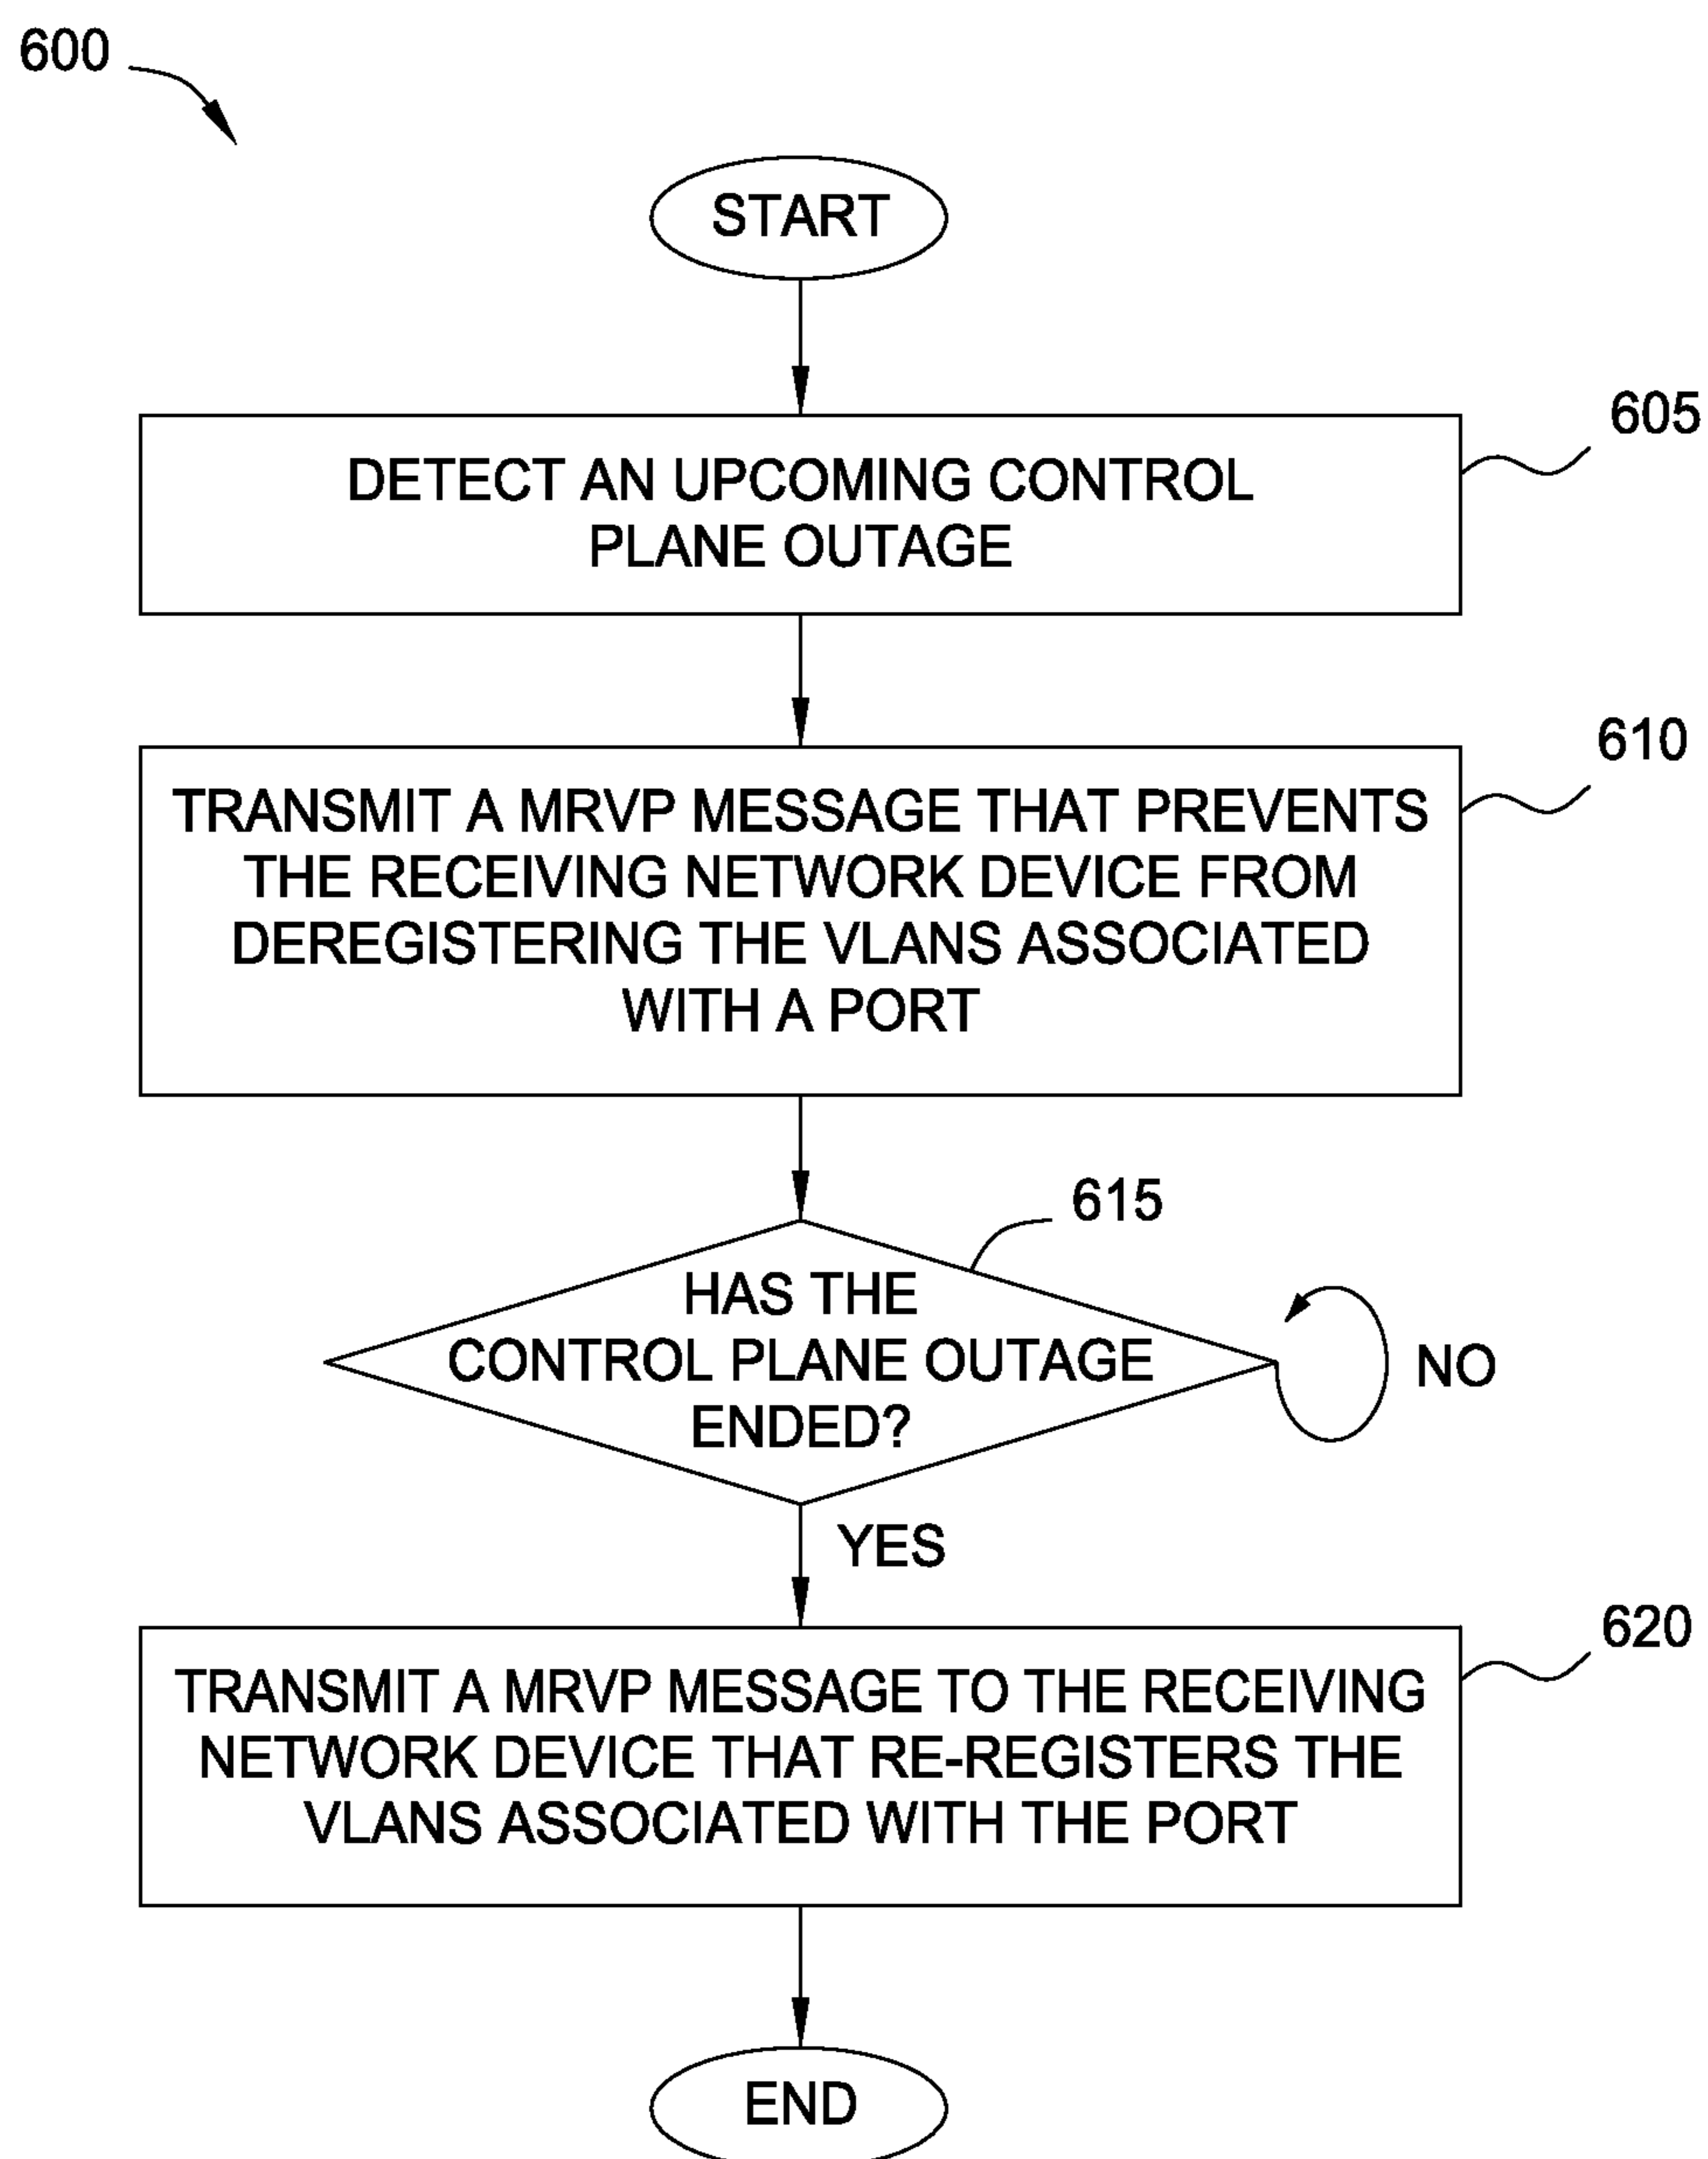 600
START
605
DETECT AN UPCOMING CONTROL
PLANE OUTAGE
610
TRANSMIT A MRVP MESSAGE THAT PREVENTS
THE RECEIVING NETWORK DEVICE FROM
DEREGISTERING THE VLANS ASSOCIATED
WITH A PORT
615
HAS THE
CONTROL PLANE OUTAGE
ENDED?
NO
YES
620
TRANSMIT A MRVP MESSAGE TO THE RECEIVING
NETWORK DEVICE THAT RE-REGISTERS THE
VLANS ASSOCIATED WITH THE PORT
END